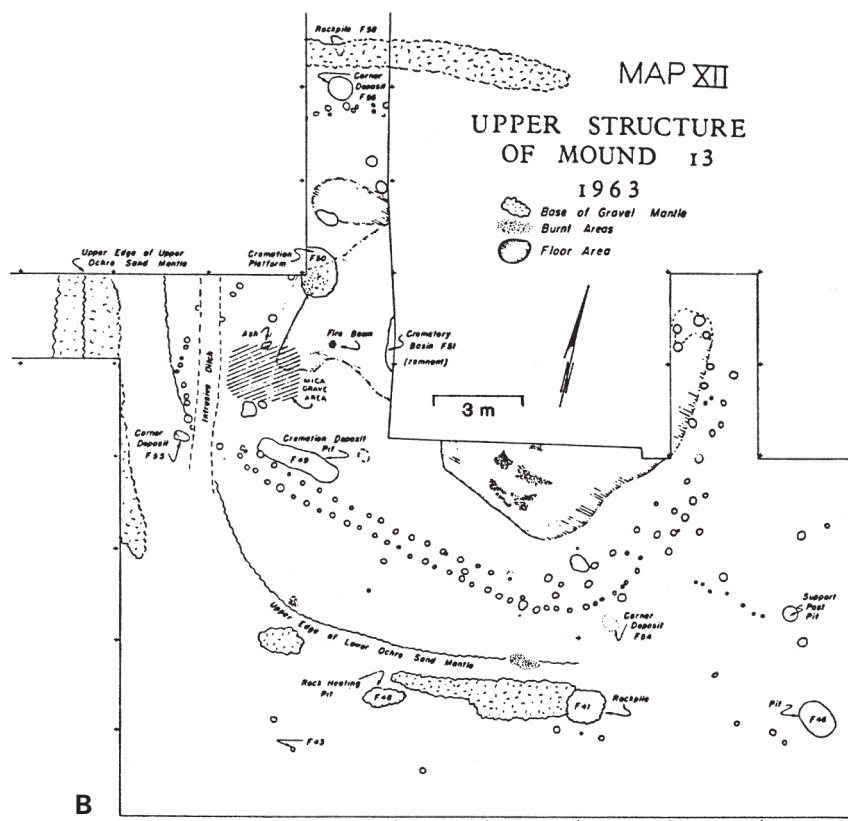 Rockpile F58
MAP XII
Corner
Deposit
F56
UPPER STRUCTURE
OF MOUND 13
1963
Base of Gravel Mantle
Burnt Areas
Floor Area
Upper Edge of Upper
Ochre Sand Mantle
Cremation
Platform
F50
Ash
Fire Basin
Crematory
Basin F51
(remnant)
Intrusive Ditch
MICA
GRAVE
AREA
3 m
Corner
Deposit
F55
Cremation Deposit
Pit
F49
Support
Post
Pit
Corner
Deposit
F54
Upper Edge of Lower Ochre Sand Mantle
Rock Heating
Pit
F48
F41
Rockpile
Pit
F46
F43
B